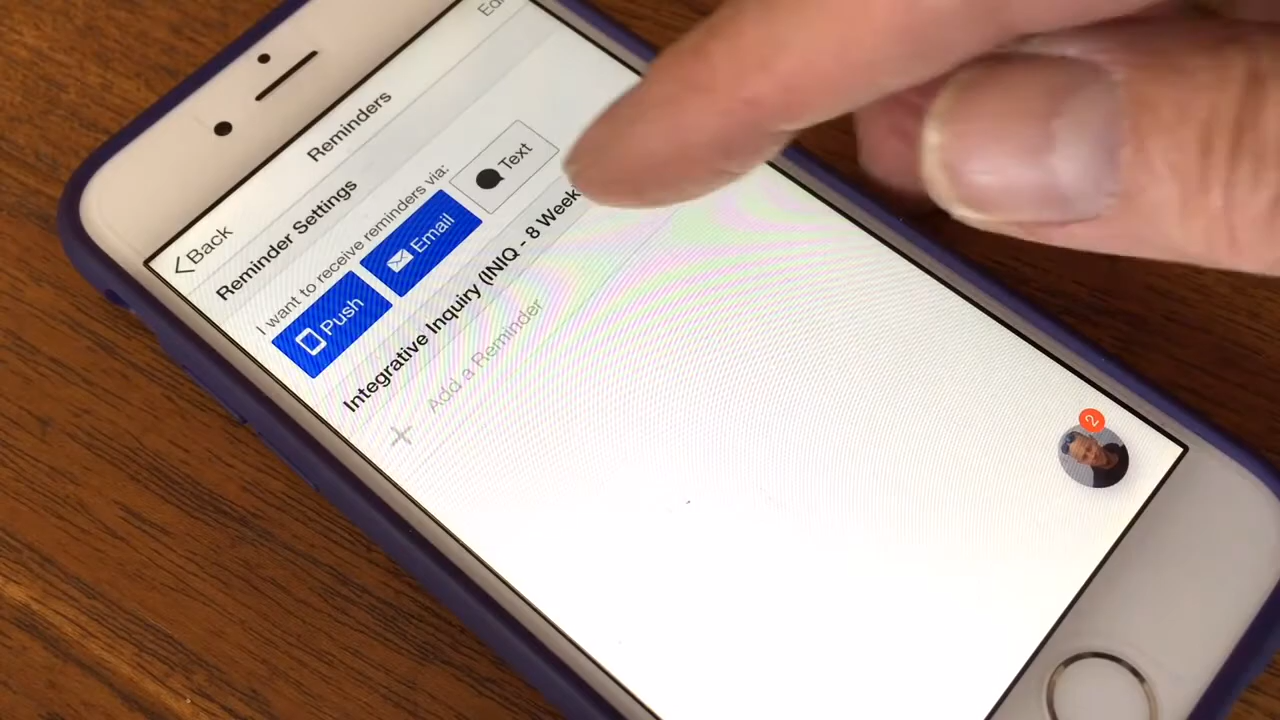 Reminders
Back
Reminder Settings
I want to receive reminders via:
Push
Email
Text
Integrative Inquiry (INIQ - 8 Week
Add a Reminder
2